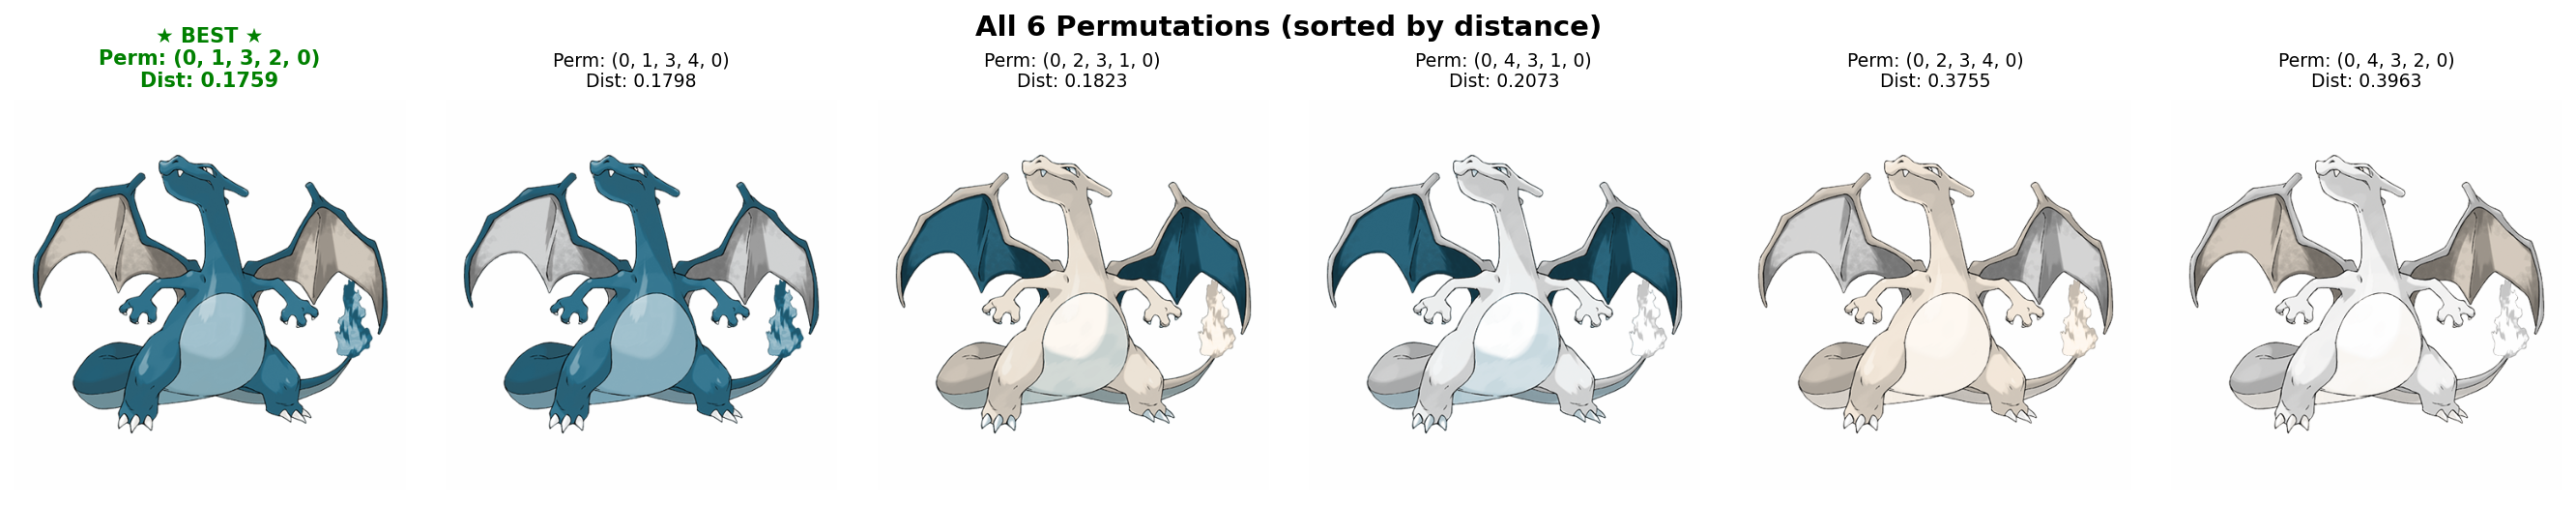 All 6 Permutations (sorted by distance)
★ BEST ★
Perm: (0, 1, 3, 2, 0)
Dist: 0.1759
Perm: (0, 1, 3, 4, 0)
Dist: 0.1798
Perm: (0, 2, 3, 1, 0)
Dist: 0.1823
Perm: (0, 4, 3, 1, 0)
Dist: 0.2073
Perm: (0, 2, 3, 4, 0)
Dist: 0.3755
Perm: (0, 4, 3, 2, 0)
Dist: 0.3963